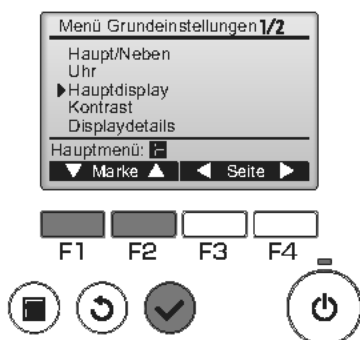 Menü Grundeinstellungen 1/2
Haupt/Neben
Uhr
▶Hauptdisplay
Kontrast
Displaydetails
Hauptmenü:
▼ Marke ▲ ◀ Seite ▶
F1 F2 F3 F4